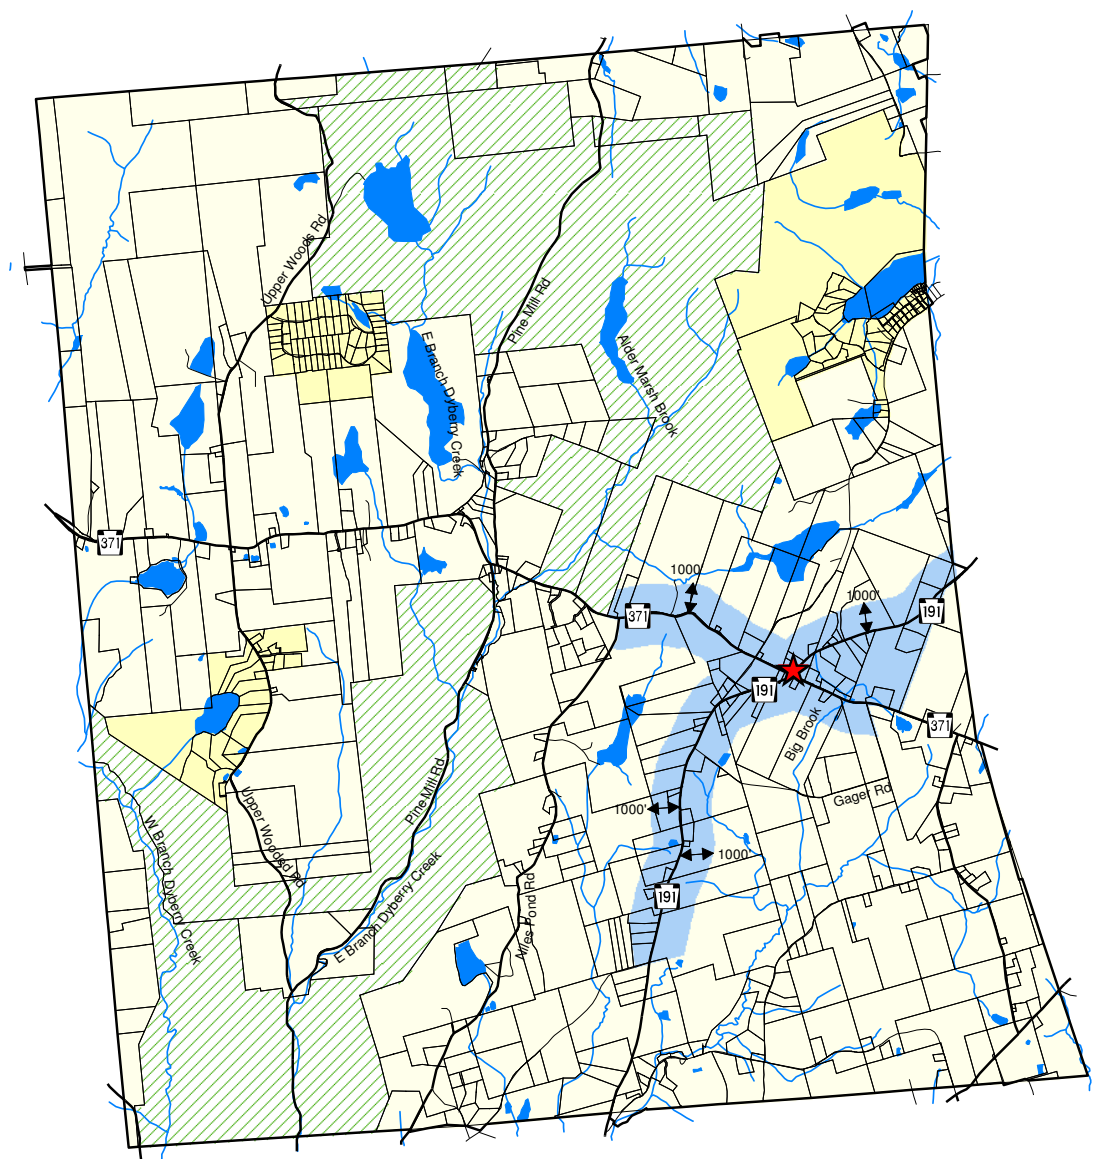 Upper Woods Rd
Pine Mill Rd
E Branch Dyberry Creek
Alder Marsh Brook
371
1000'
1000'
371
191
191
Big Brook
371
Gager Rd
Pine Mill Rd
Upper Wooded Rd
1000'
W Branch Dyberry Creek
1000'
E Branch Dyberry Creek
191
Niles Pond Rd